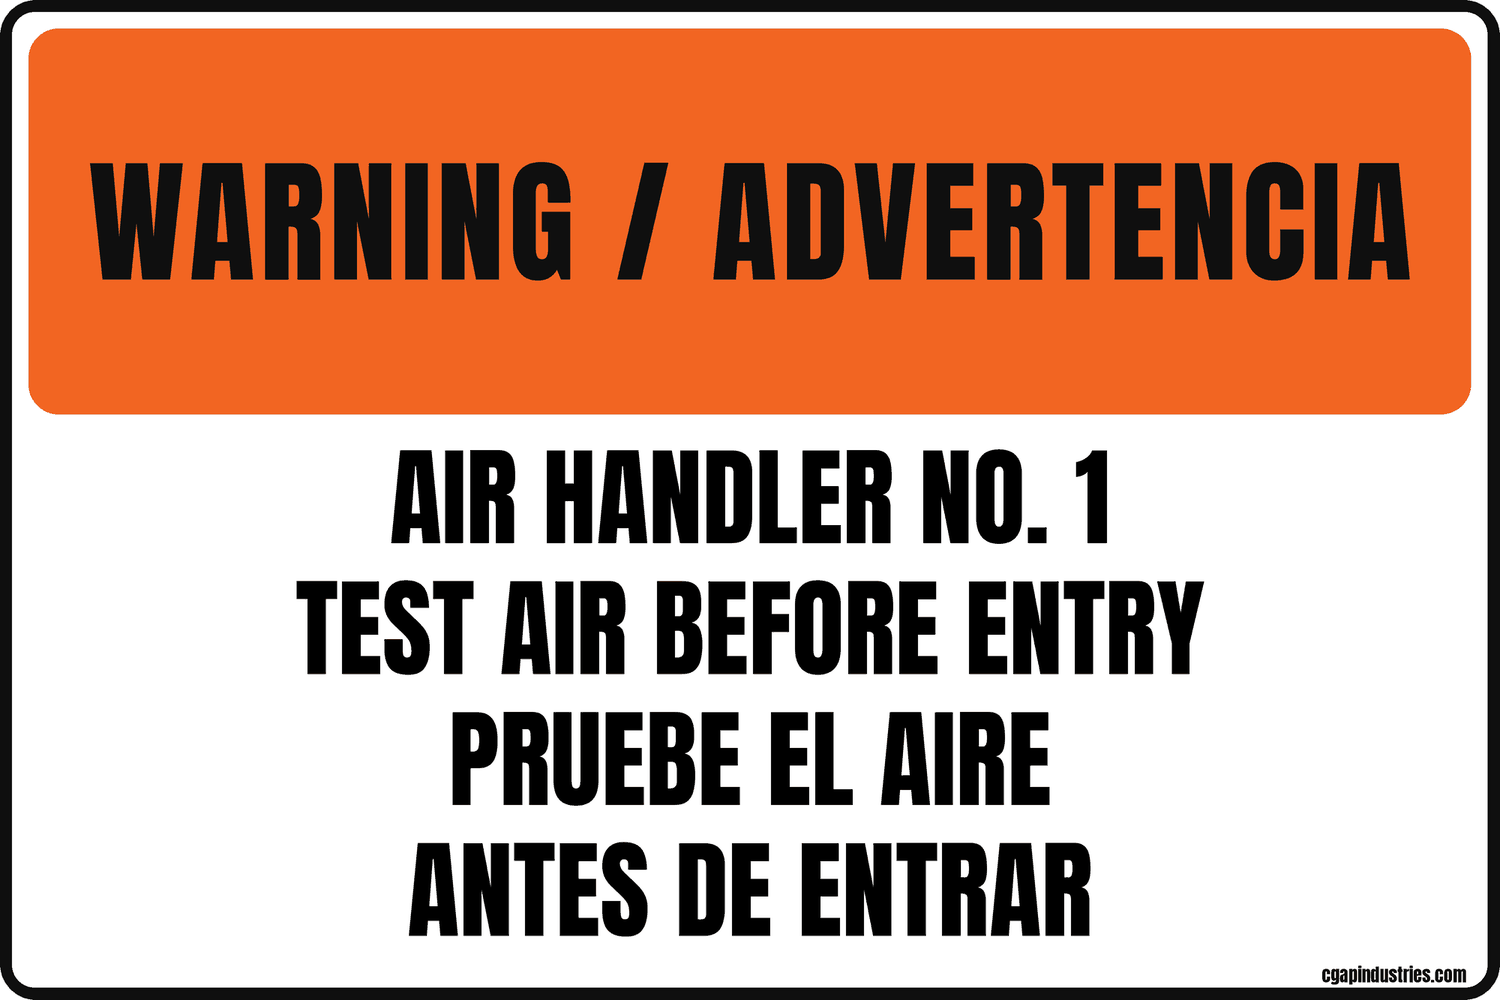 WARNING / ADVERTENCIA
AIR HANDLER NO. 1
TEST AIR BEFORE ENTRY
PRUEBE EL AIRE
ANTES DE ENTRAR
cgapindustries.com